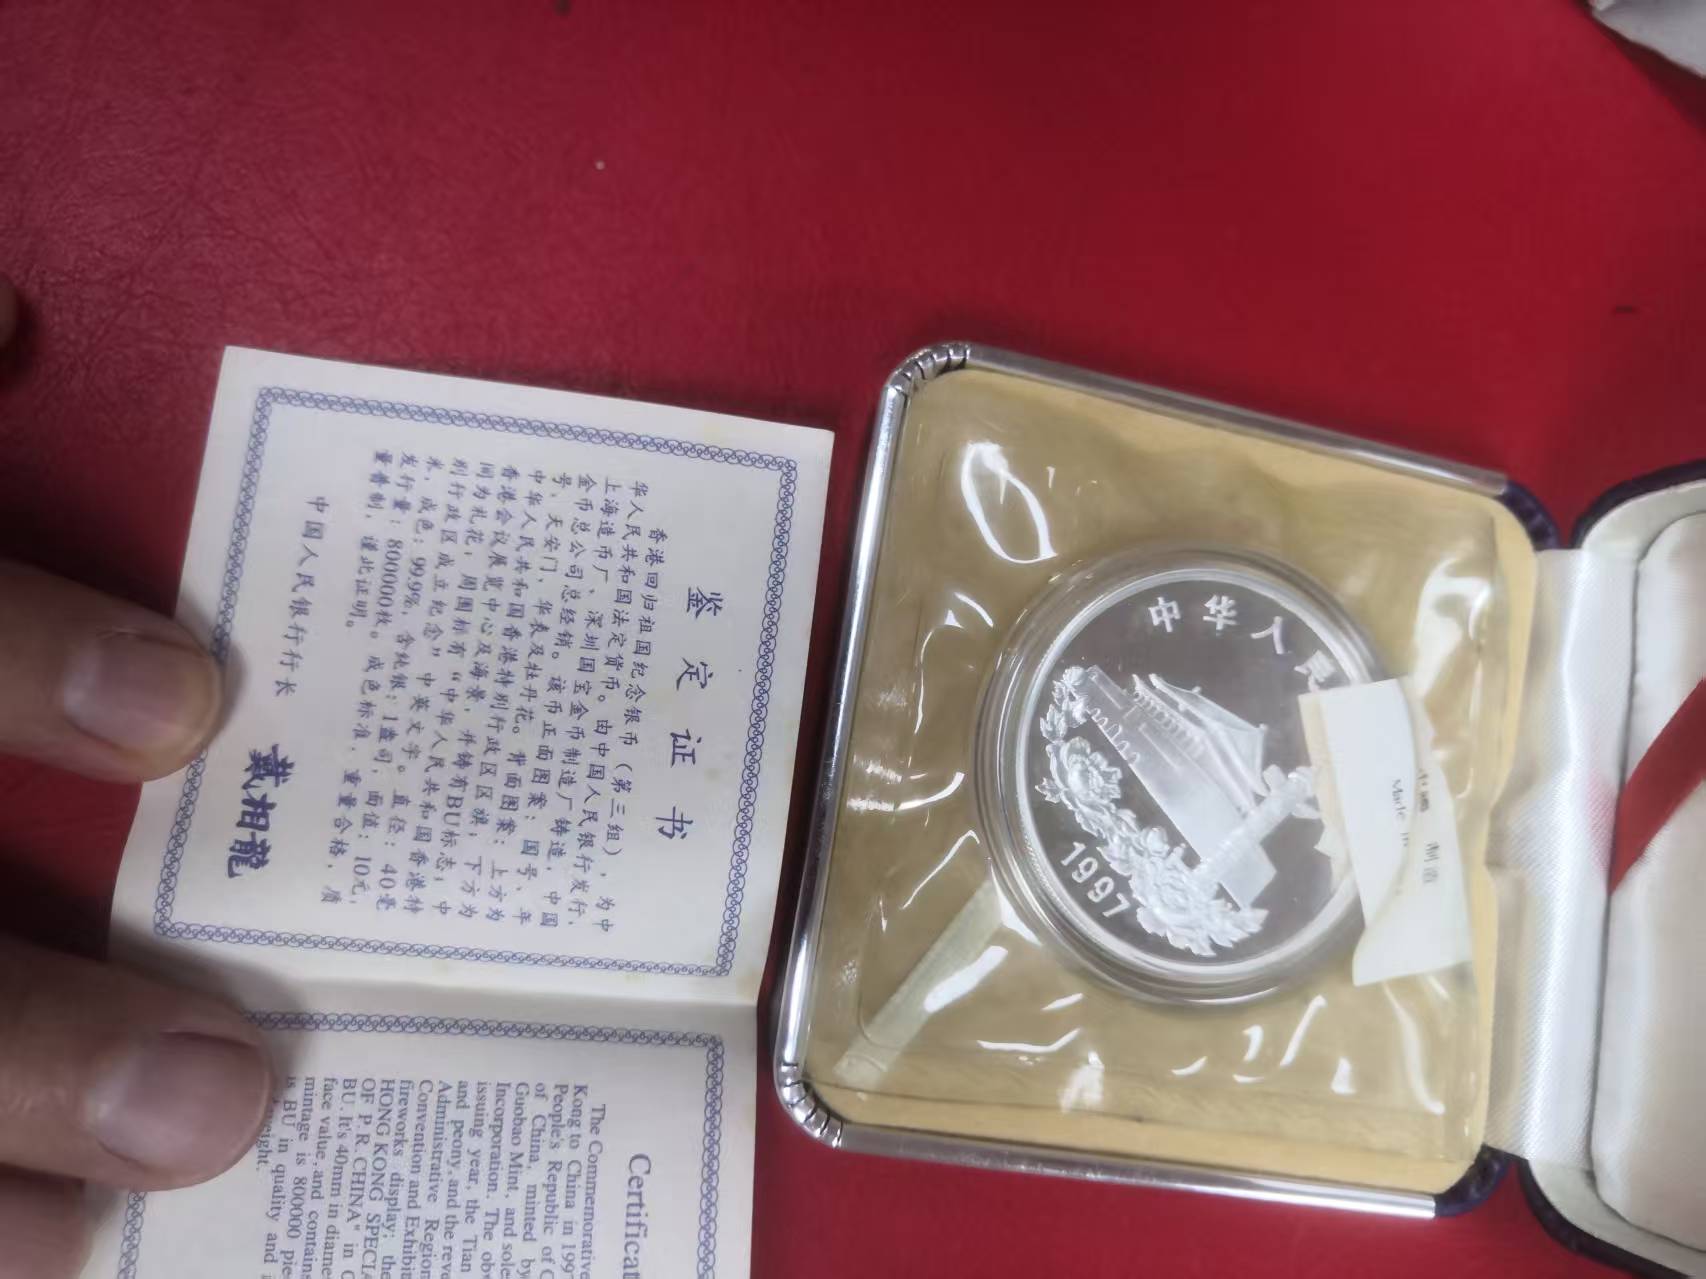 鉴定证书
香港回归祖国纪念银币（第三组），为中
华人民共和国法定货币。由中国人民银行发行，
上海造币厂、深圳国宝金币制造厂铸造，中国
金币总公司总经销。该币正面图案：国号、年
号、天安门、华表及牡丹花。背面图案：上方为
中华人民共和国香港特别行政区区旗；下方为
香港会议展览中心及海景，并铸有BU标志；中
间为礼花，周围标有“中华人民共和国香港特
别行政区成立纪念”中英文字。直径：40毫
米，成色：99.9%，含纯银：1盎司，面值：10元，
发行量：800000枚。成色标准，重量合格，质
量普制，谨此证明。
中国人民银行行长
戴相龍
Certificat
The Commemorative
Kong to China in 199
People's Republic of C
of China, minted by
Guobao Mint, and sole
Incorporation. The obv
issuing year, the Tian
and peony, and the reve
Administrative Region
Convention and Exhibit
fireworks display; the
HONG KONG SPECIA
OF P.R.CHINA" in C
BU. It's 40mm in diame
face value, and contains
mintage is 800000 pie
is BU in quality and i
weight.
中华人民
1997
制造
Made in